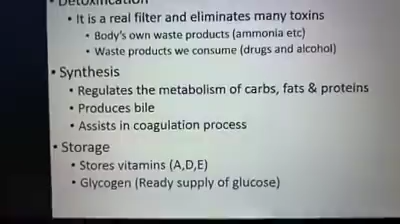 • Detoxification
• It is a real filter and eliminates many toxins
• Body's own waste products (ammonia etc)
• Waste products we consume (drugs and alcohol)
• Synthesis
• Regulates the metabolism of carbs, fats & proteins
• Produces bile
• Assists in coagulation process
• Storage
• Stores vitamins (A,D,E)
• Glycogen (Ready supply of glucose)